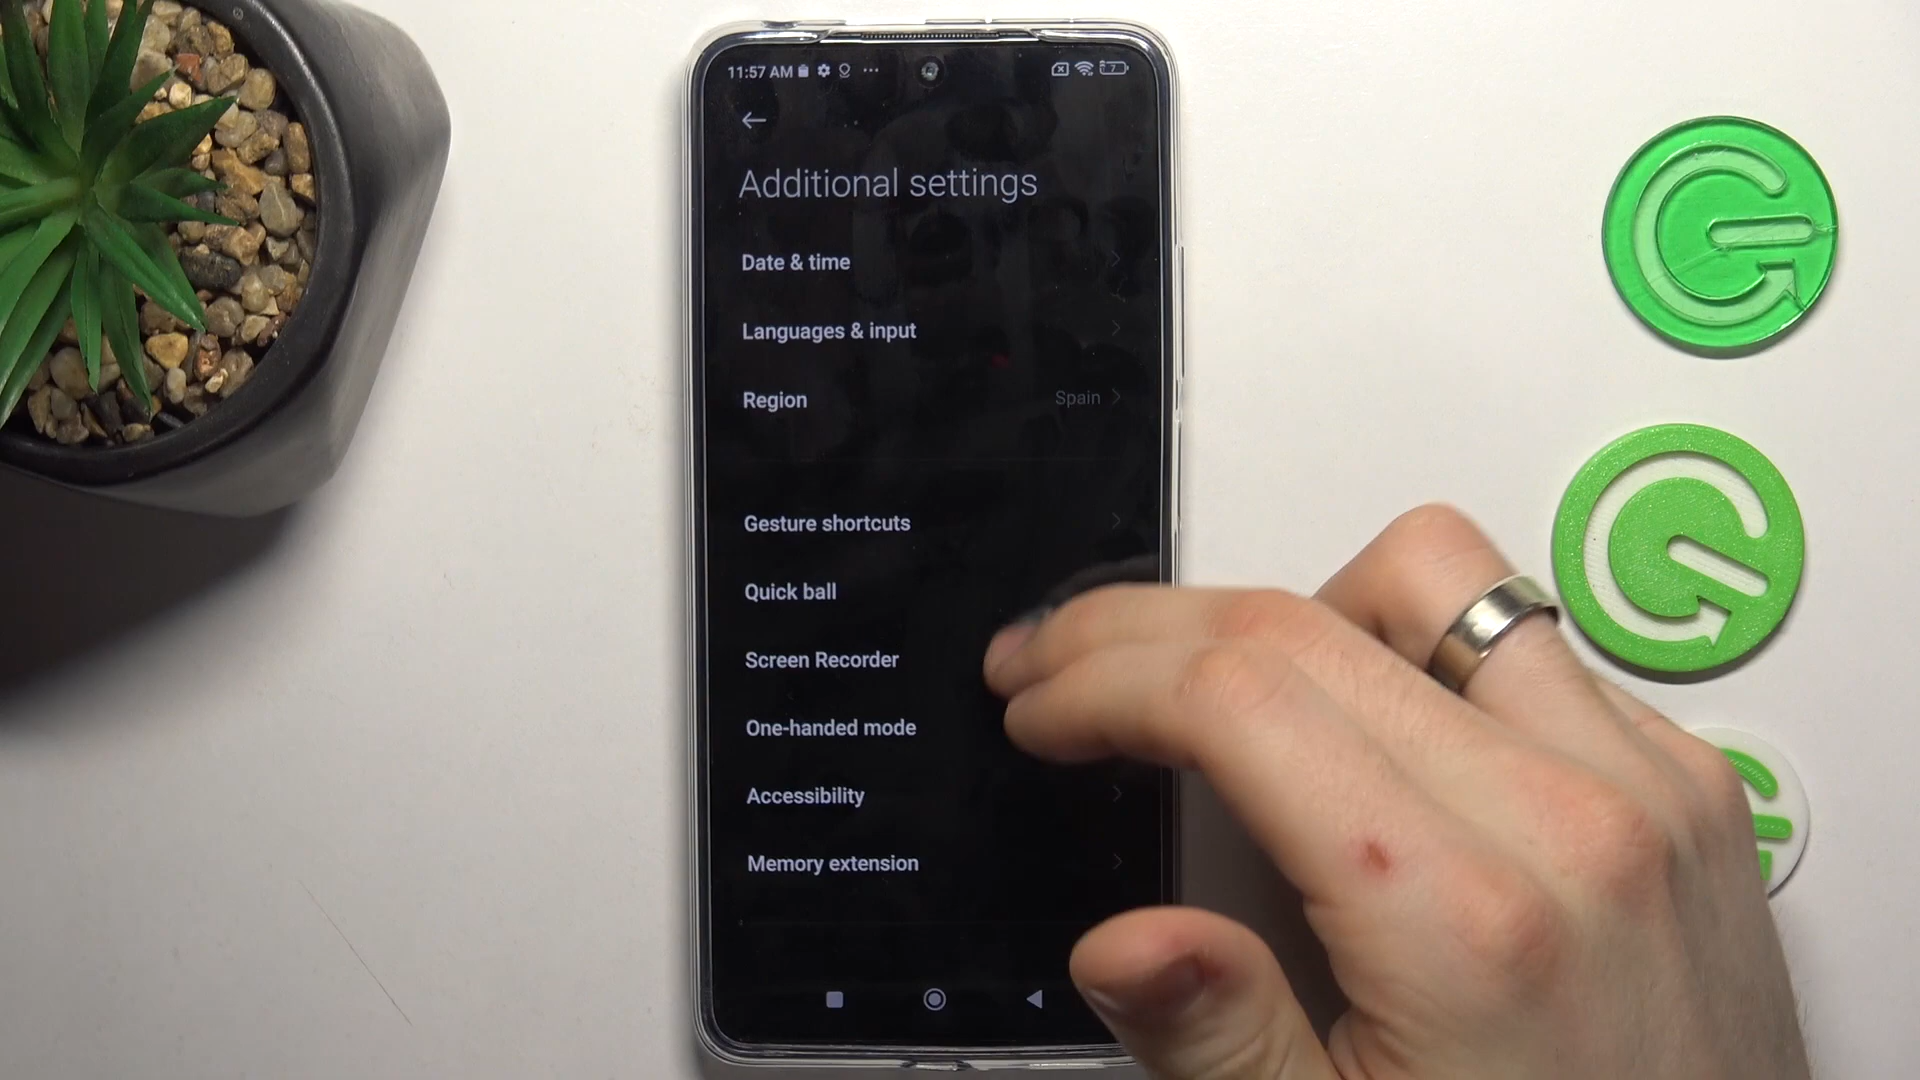 11:57 AM
7
Additional settings
Date & time
Languages & input
Region
Spain
Gesture shortcuts
Quick ball
Screen Recorder
One-handed mode
Accessibility
Memory extension